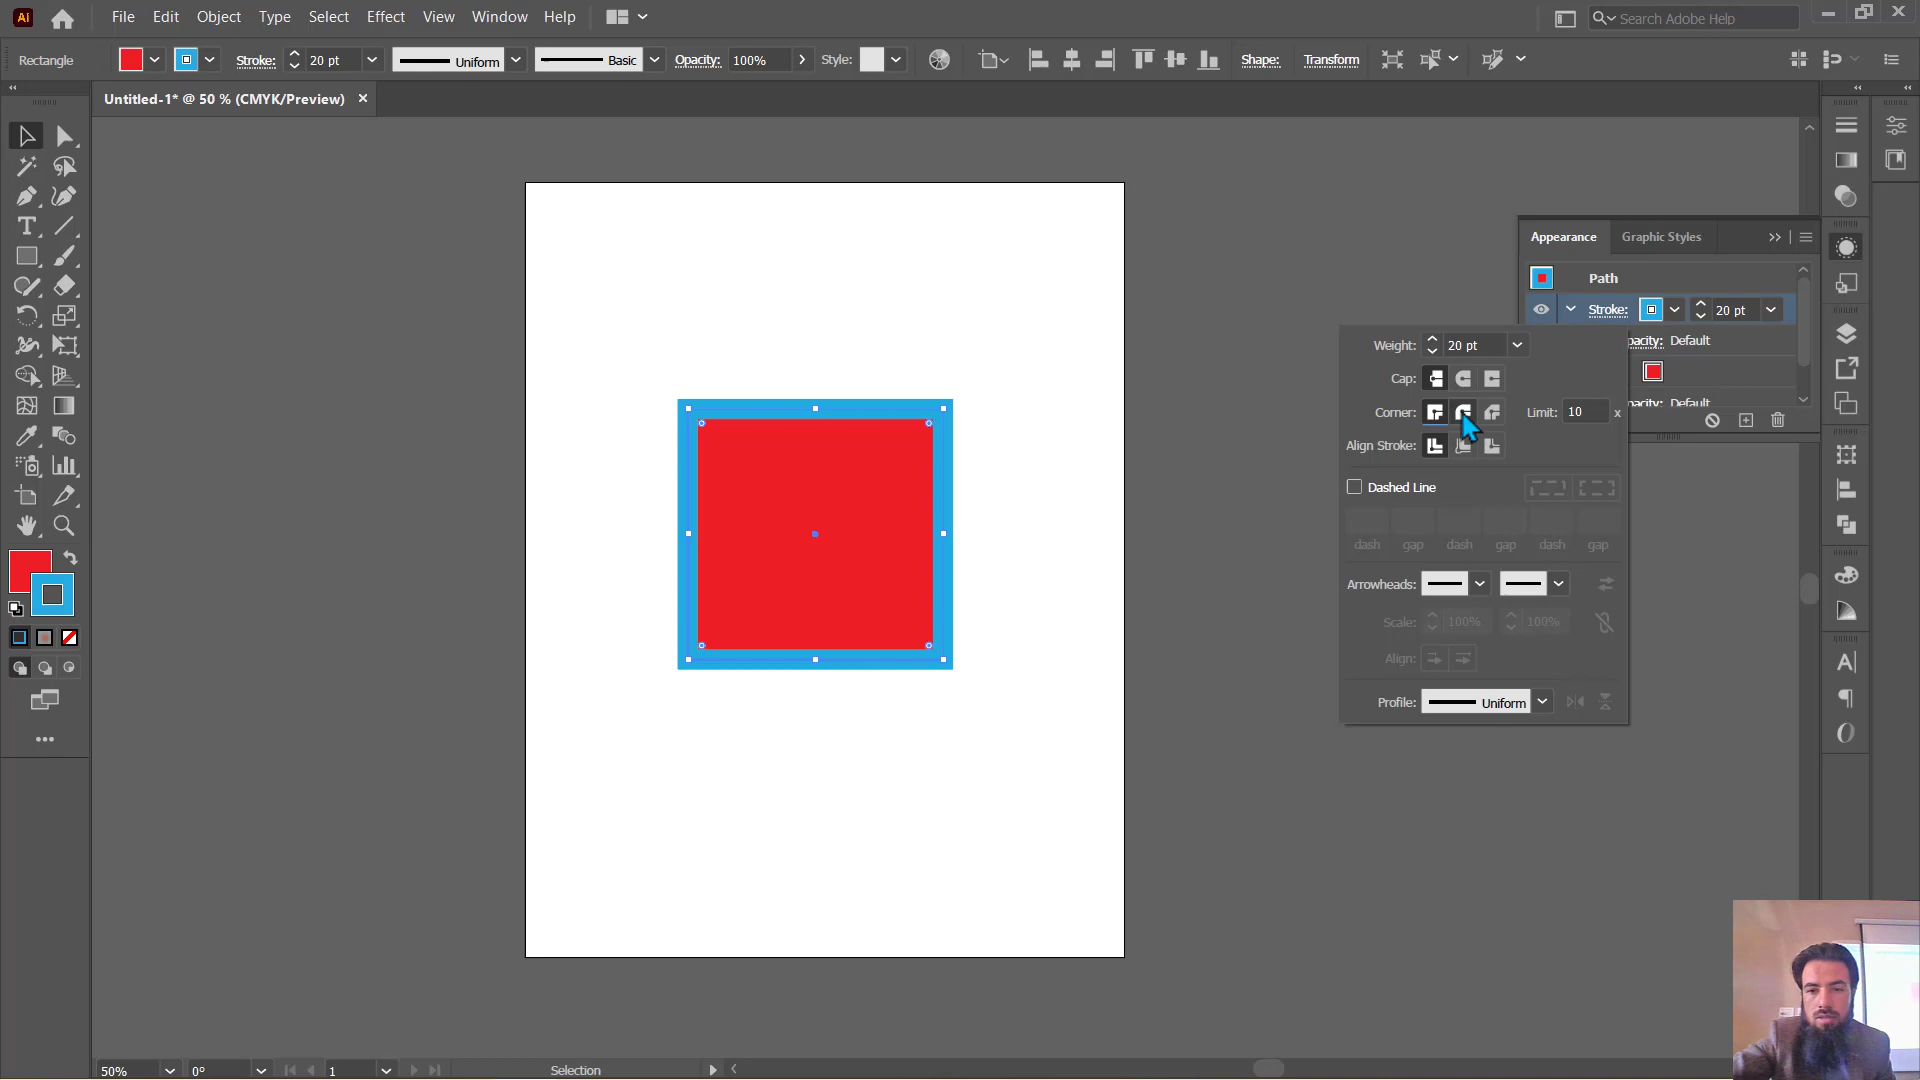 Ai File Edit Object Type Select Effect View Window Help Search Adobe Help
Rectangle Stroke: 20 pt Uniform Basic Opacity: 100% Style: Shape: Transform
Untitled-1* @ 50 % (CMYK/Preview)
Appearance Graphic Styles
Path
Stroke: 20 pt
pacity: Default
Weight: 20 pt
Cap:
Corner: Limit: 10 x
Align Stroke:
Dashed Line
dash gap dash gap dash gap
Arrowheads:
Scale: 100% 100%
Align:
Profile: Uniform
50% 0° 1 Selection